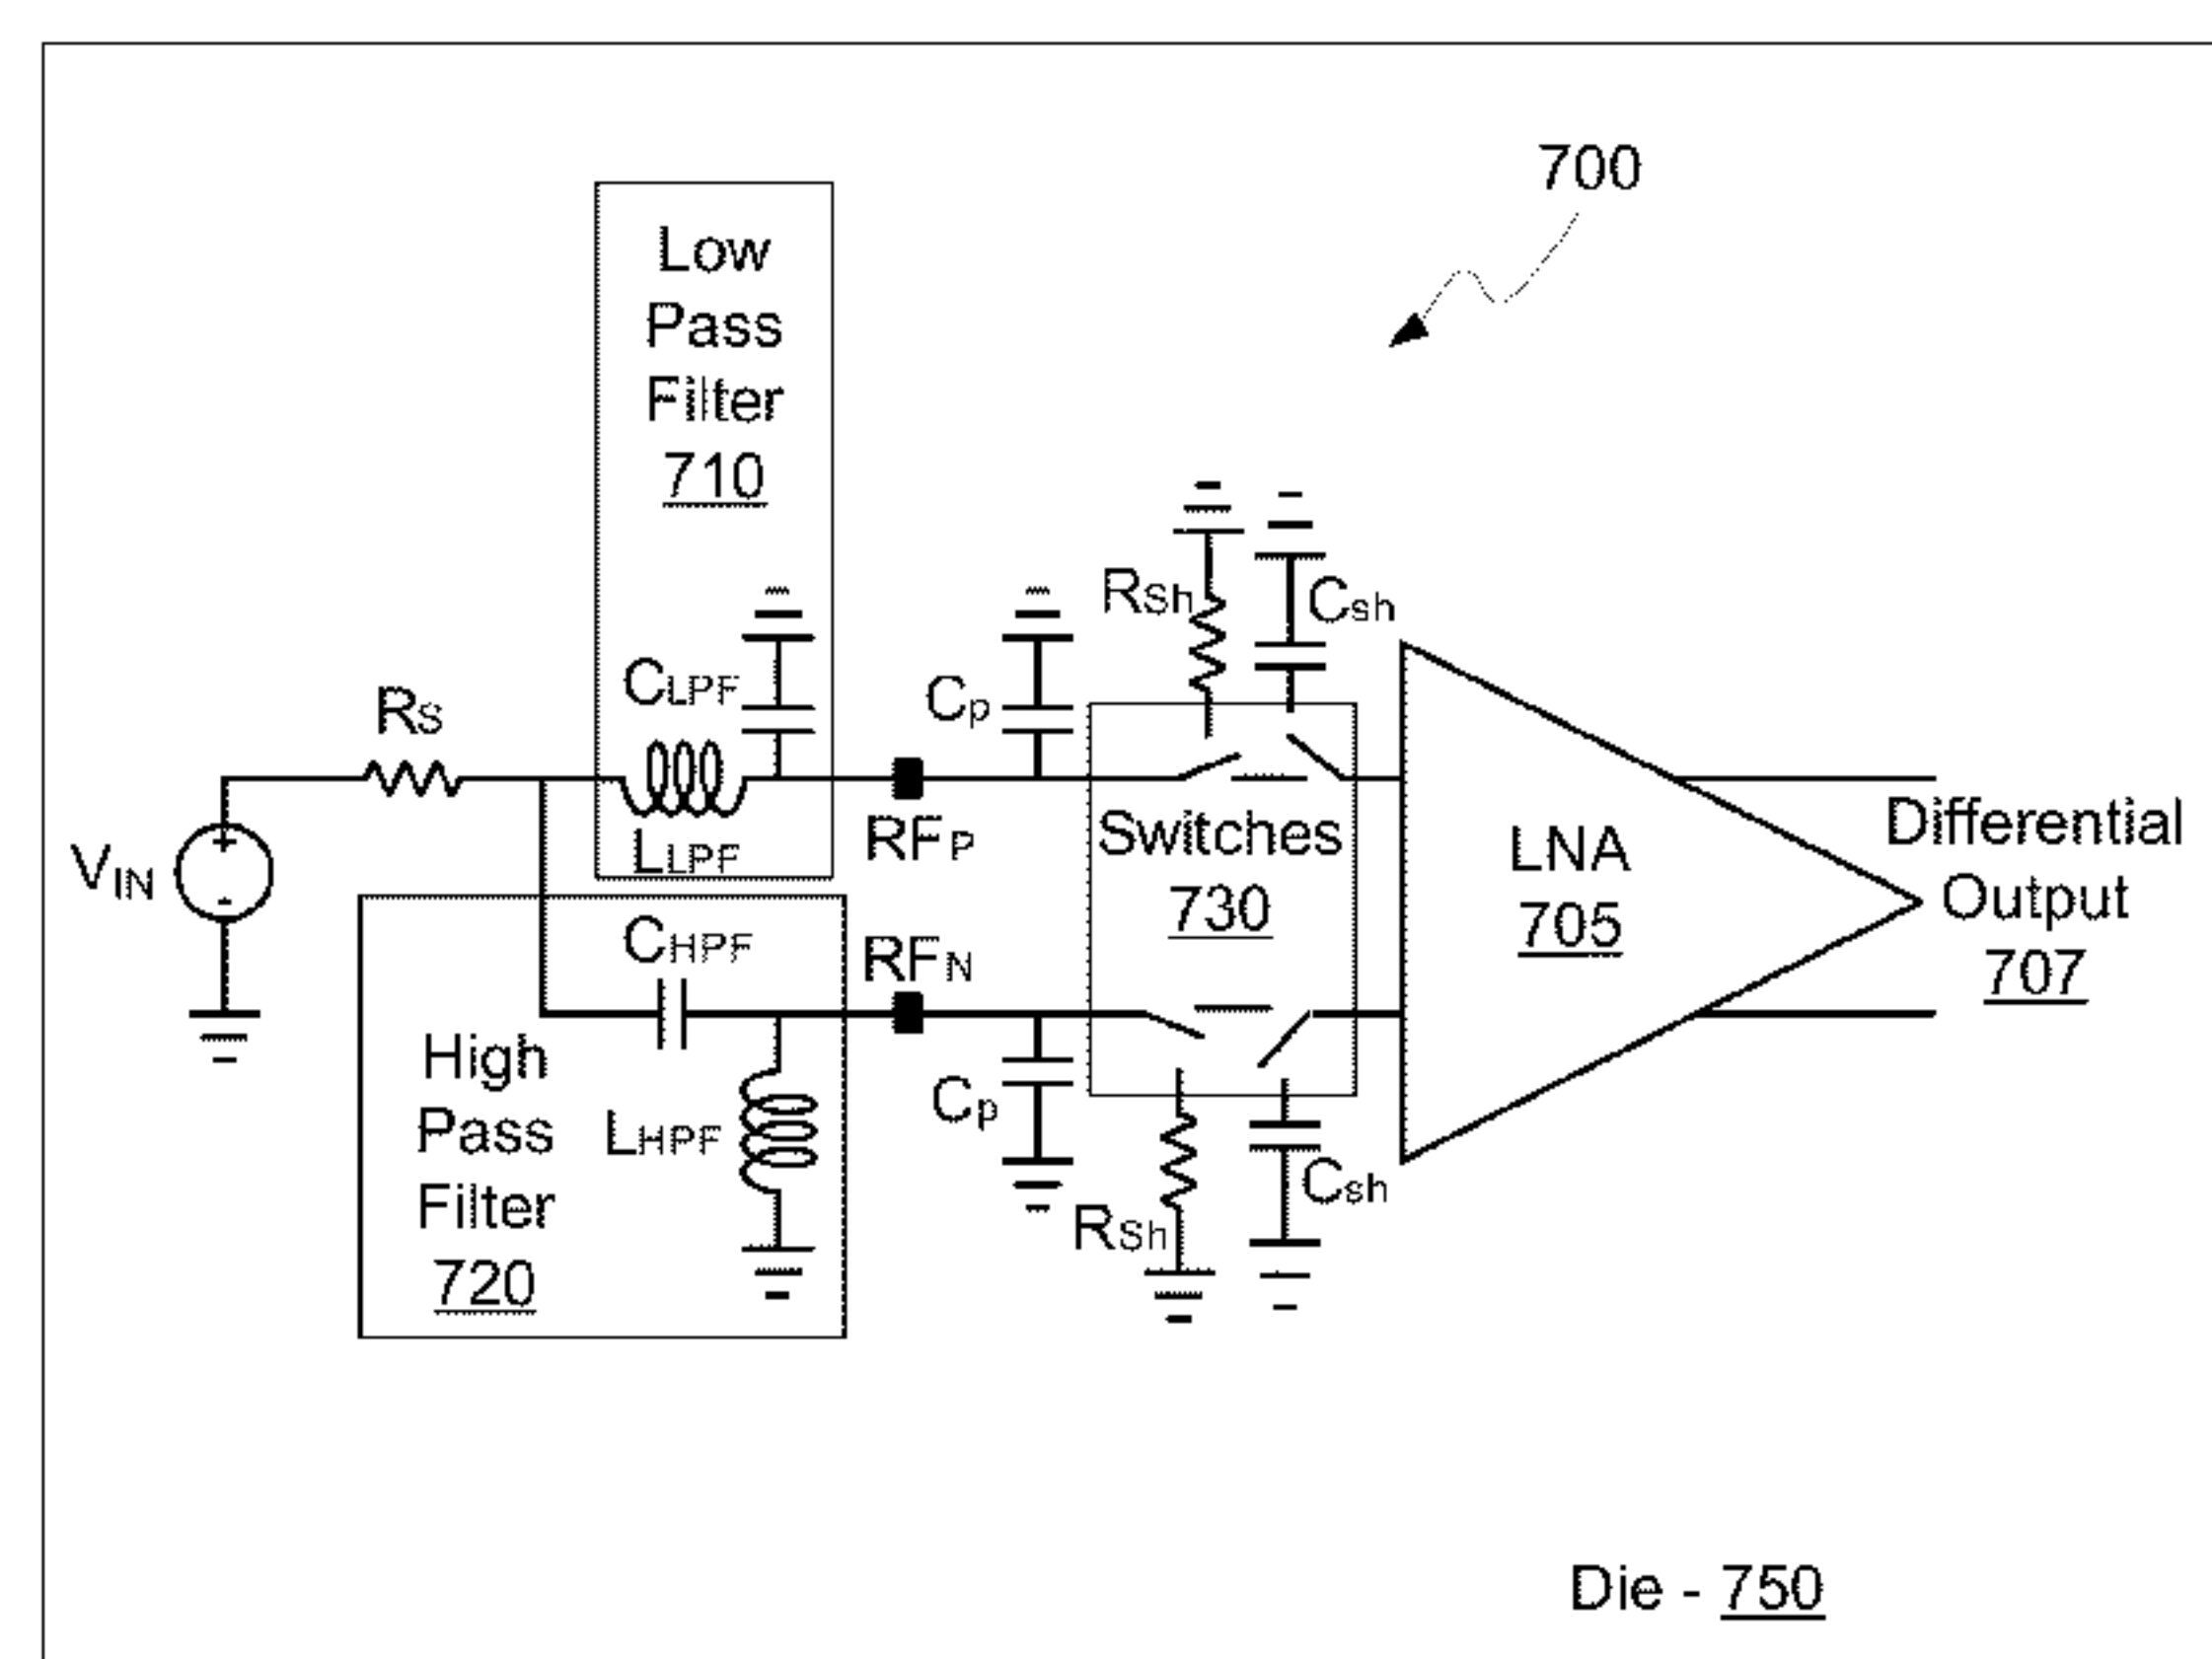 700
Low
Pass
Filter
710
RSh
Csh
CLPF
Cp
RS
LLPF
RFP
Switches
730
LNA
705
Differential
Output
707
VIN
+
-
CHPF
RFN
High
Pass
Filter
720
LHPF
Cp
RSh
Csh
Die - 750